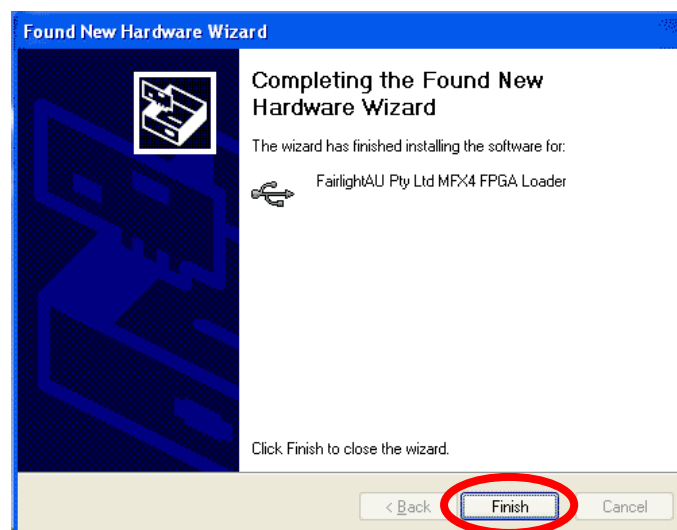 Found New Hardware Wizard
Completing the Found New
Hardware Wizard
The wizard has finished installing the software for:
FairlightAU Pty Ltd MFX4 FPGA Loader
Click Finish to close the wizard.
< Back
Finish
Cancel